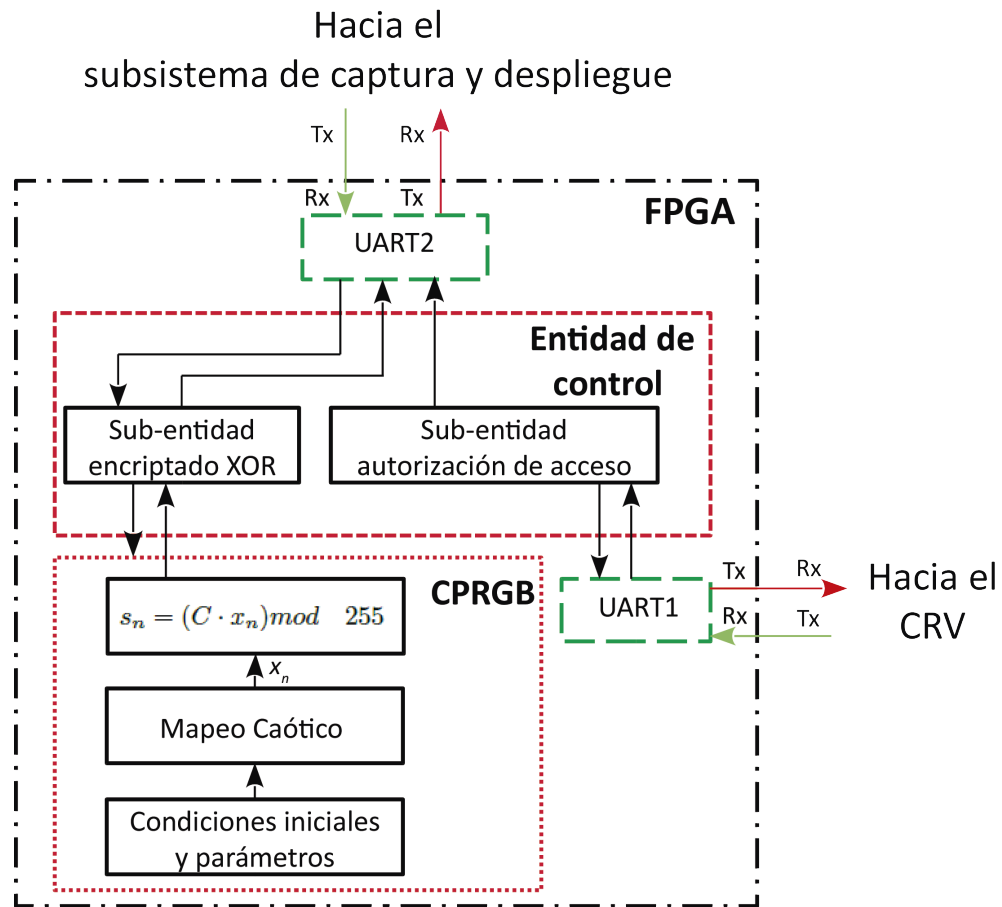 Hacia el
subsistema de captura y despliegue
Tx
Rx
Rx
Tx
FPGA
UART2
Entidad de
control
Sub-entidad
encriptado XOR
Sub-entidad
autorización de acceso
CPRGB
s_n = (C · x_n)mod 255
x_n
Mapeo Caótico
Condiciones iniciales
y parámetros
UART1
Tx
Rx
Rx
Tx
Hacia el
CRV